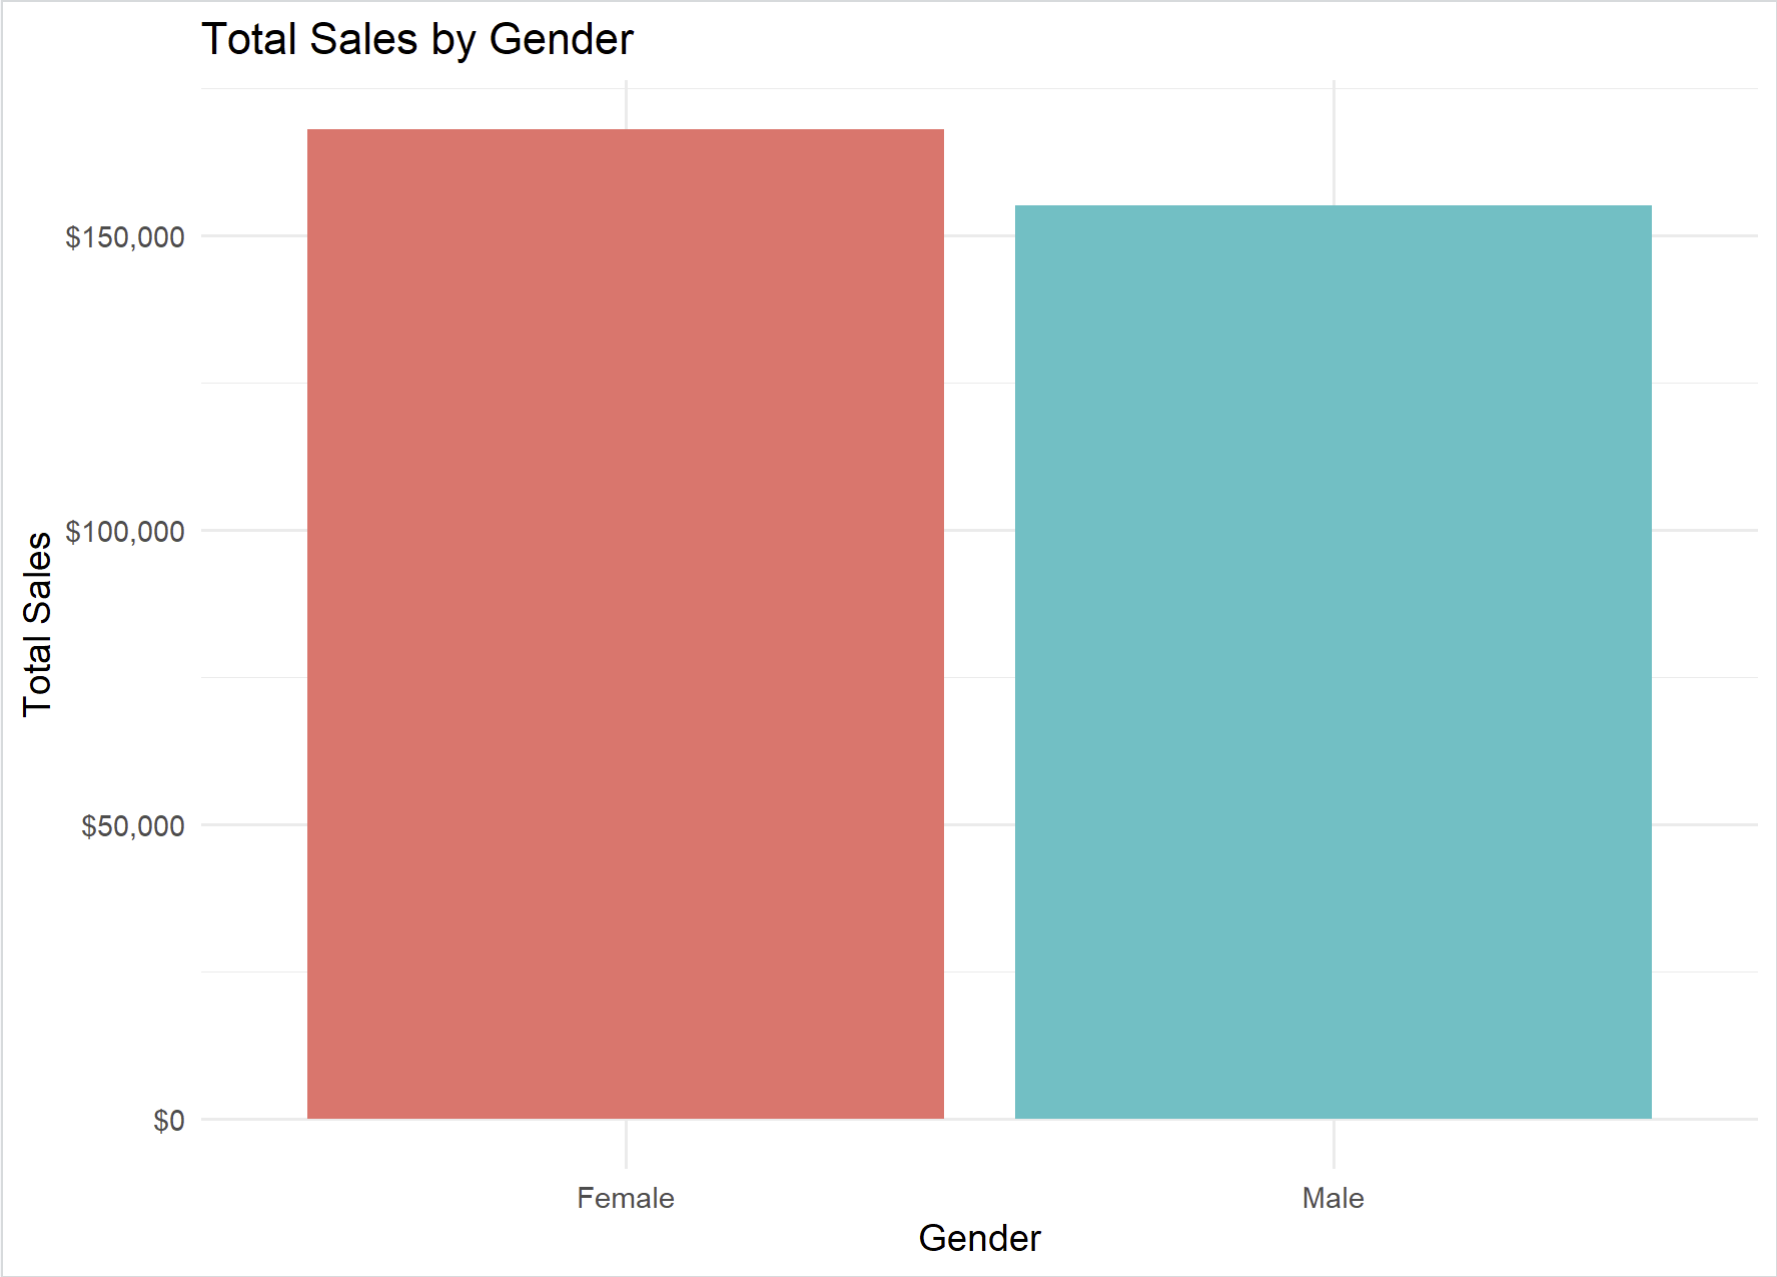 Total Sales by Gender
Total Sales
$150,000
$100,000
$50,000
$0
Female
Male
Gender